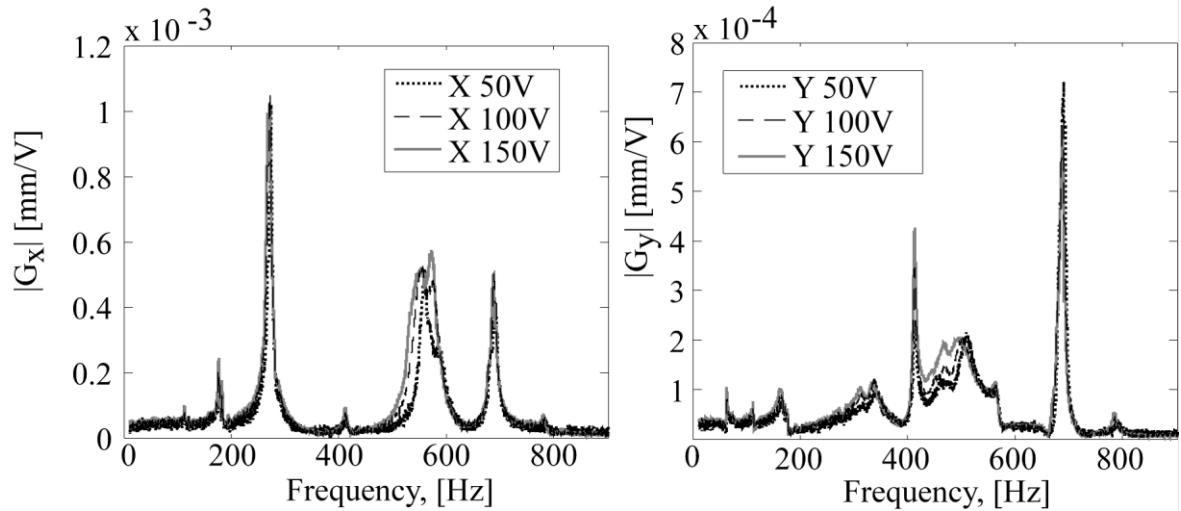 x 10 -3
1.2
1
0.8
0.6
0.4
0.2
0
|Gx| [mm/V]
X 50V
X 100V
X 150V
0 200 400 600 800
Frequency, [Hz]
x 10 -4
8
7
6
5
4
3
2
1
|Gy| [mm/V]
Y 50V
Y 100V
Y 150V
0 200 400 600 800
Frequency, [Hz]